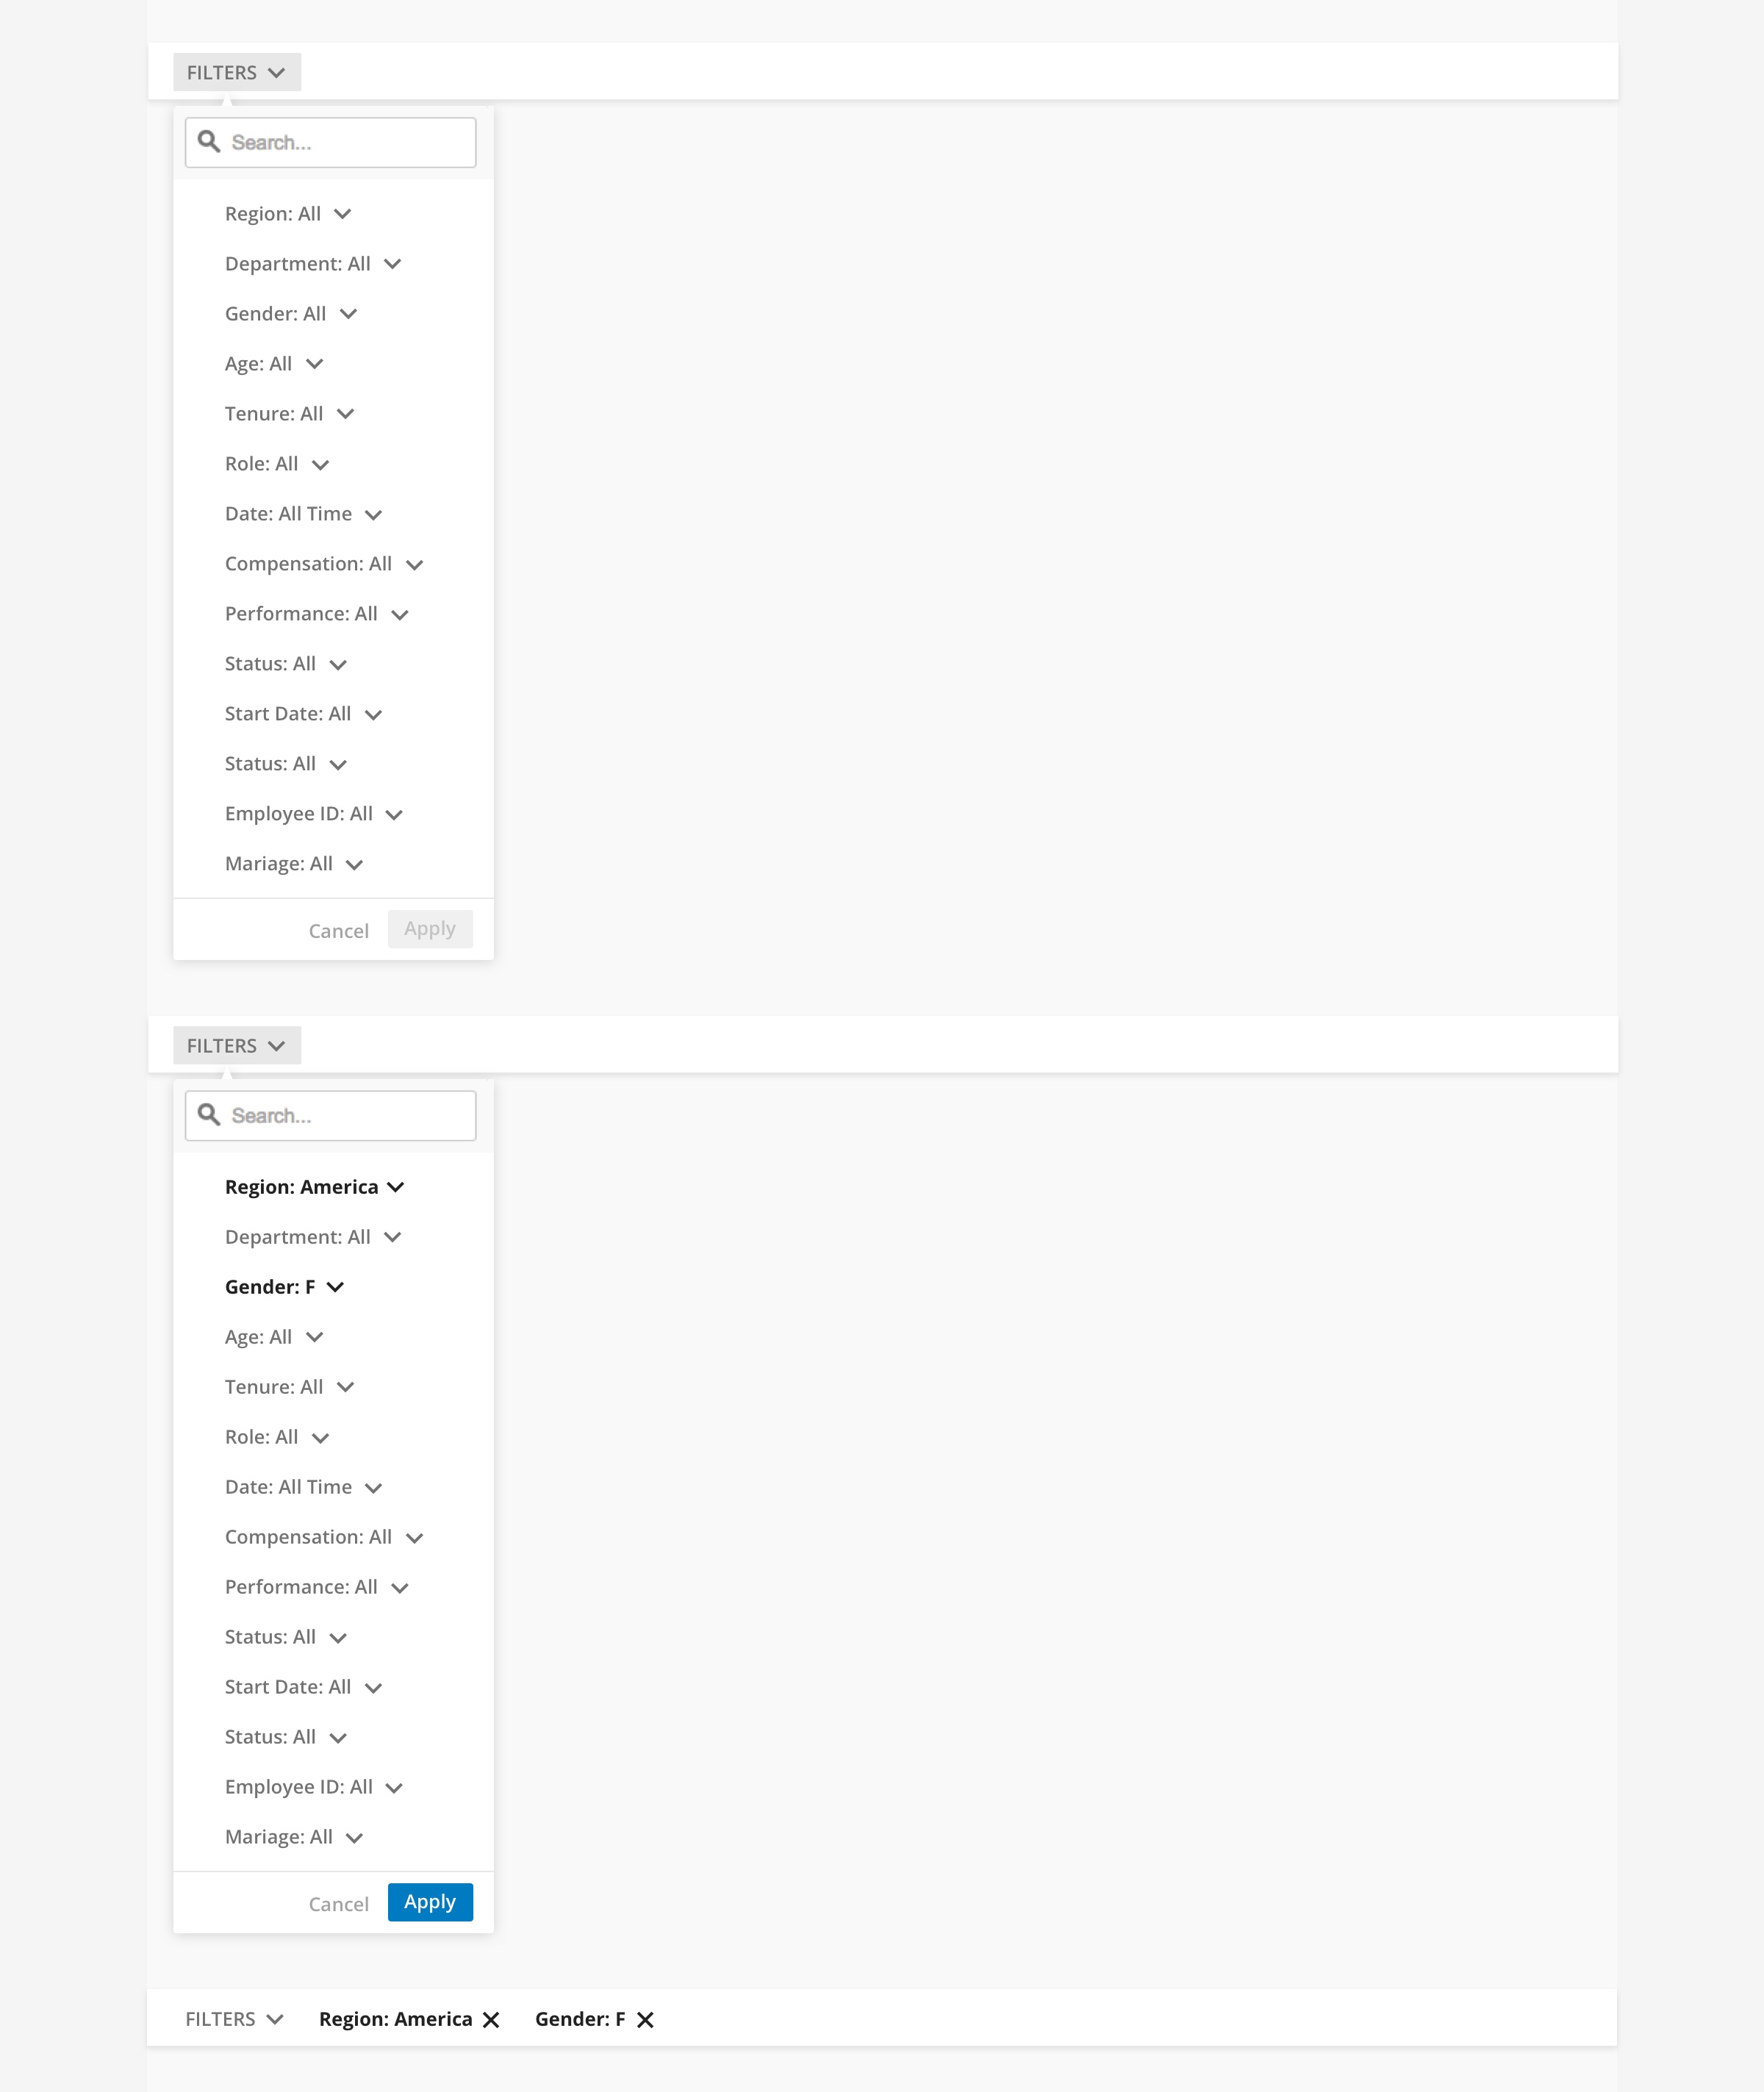 FILTERS
Search...
Region: All
Department: All
Gender: All
Age: All
Tenure: All
Role: All
Date: All Time
Compensation: All
Performance: All
Status: All
Start Date: All
Status: All
Employee ID: All
Mariage: All
Cancel Apply
FILTERS
Search...
Region: America
Department: All
Gender: F
Age: All
Tenure: All
Role: All
Date: All Time
Compensation: All
Performance: All
Status: All
Start Date: All
Status: All
Employee ID: All
Mariage: All
Cancel Apply
FILTERS Region: America Gender: F